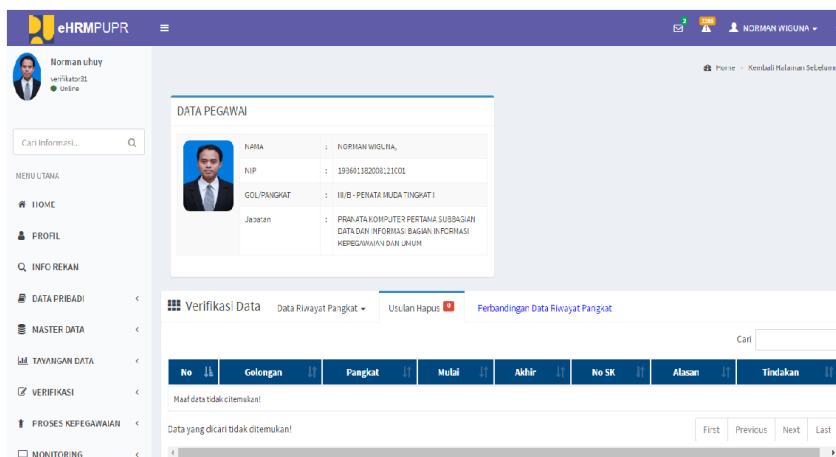 eHRMPUPR
2
2388
NORMAN WIGUNA
Norman uhuy
verifikator31
Online
Home > Kembali Halaman Sebelumn
DATA PEGAWAI
NAMA : NORMAN WIGUNA,
NIP : 198601182008121001
GOL/PANGKAT : III/B - PENATA MUDA TINGKAT I
Jabatan : PRANATA KOMPUTER PERTAMA SUBBAGIAN
DATA DAN INFORMASI BAGIAN INFORMASI
KEPEGAWAIAN DAN UMUM
Cari Informasi...
MENU UTAMA
HOME
PROFIL
INFO REKAN
DATA PRIBADI
MASTER DATA
TAYANGAN DATA
VERIFIKASI
PROSES KEPEGAWAIAN
MONITORING
Verifikasi Data Data Riwayat Pangkat Usulan Hapus 0 Perbandingan Data Riwayat Pangkat
Cari
No Golongan Pangkat Mulai Akhir No SK Alasan Tindakan
Maaf data tidak ditemukan!
Data yang dicari tidak ditemukan!
First Previous Next Last